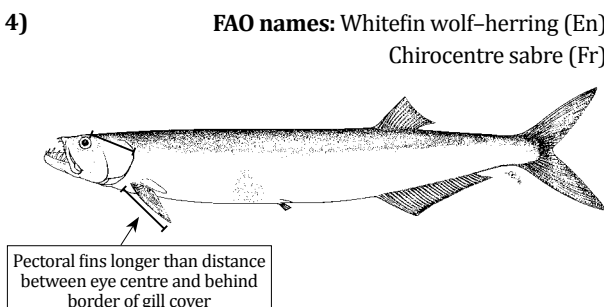 4)
FAO names: Whitefin wolf–herring (En)
Chirocentre sabre (Fr)
Pectoral fins longer than distance
between eye centre and behind
border of gill cover